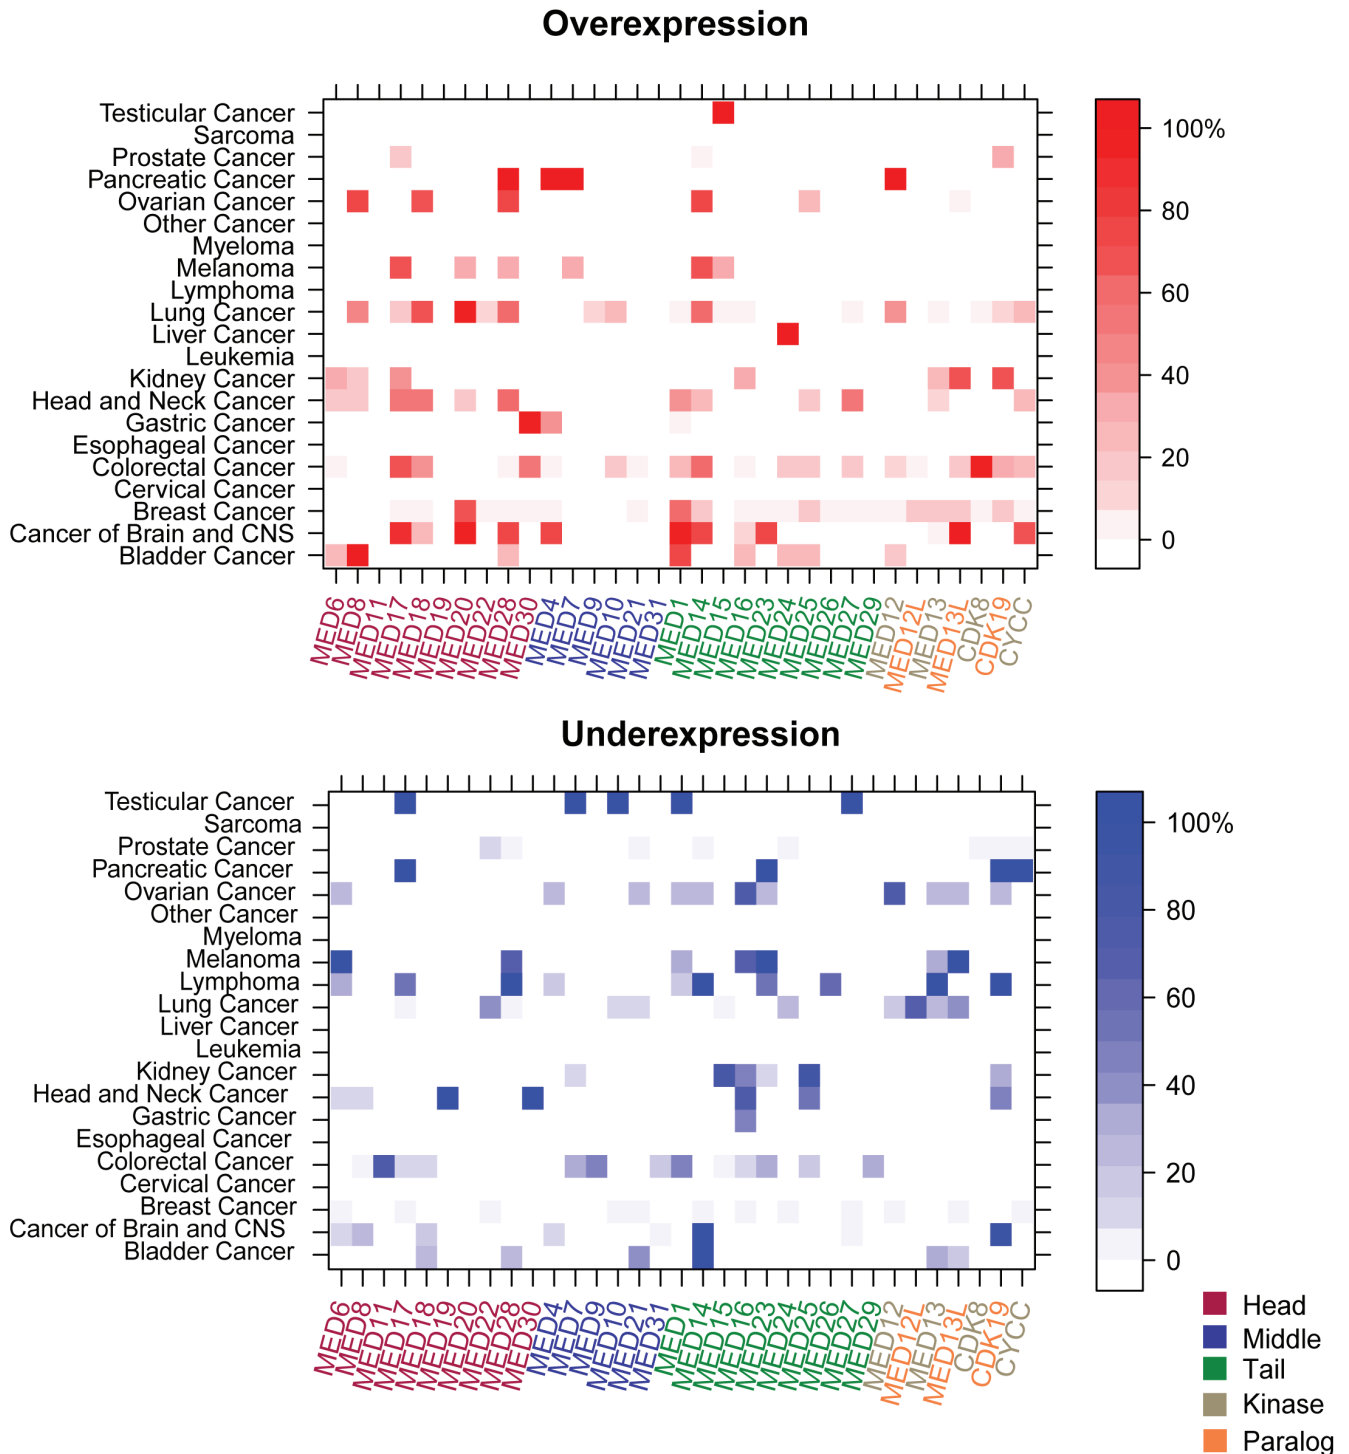 Overexpression
Testicular Cancer
Sarcoma
Prostate Cancer
Pancreatic Cancer
Ovarian Cancer
Other Cancer
Myeloma
Melanoma
Lymphoma
Lung Cancer
Liver Cancer
Leukemia
Kidney Cancer
Head and Neck Cancer
Gastric Cancer
Esophageal Cancer
Colorectal Cancer
Cervical Cancer
Breast Cancer
Cancer of Brain and CNS
Bladder Cancer
100%
80
60
40
20
0
MED6
MED8
MED11
MED17
MED18
MED19
MED20
MED22
MED28
MED30
MED4
MED7
MED9
MED10
MED21
MED31
MED1
MED14
MED15
MED16
MED23
MED24
MED25
MED26
MED27
MED29
MED12
MED12L
MED13
MED13L
CDK8
CDK19
CYCC
Underexpression
Testicular Cancer
Sarcoma
Prostate Cancer
Pancreatic Cancer
Ovarian Cancer
Other Cancer
Myeloma
Melanoma
Lymphoma
Lung Cancer
Liver Cancer
Leukemia
Kidney Cancer
Head and Neck Cancer
Gastric Cancer
Esophageal Cancer
Colorectal Cancer
Cervical Cancer
Breast Cancer
Cancer of Brain and CNS
Bladder Cancer
100%
80
60
40
20
0
MED6
MED8
MED11
MED17
MED18
MED19
MED20
MED22
MED28
MED30
MED4
MED7
MED9
MED10
MED21
MED31
MED1
MED14
MED15
MED16
MED23
MED24
MED25
MED26
MED27
MED29
MED12
MED12L
MED13
MED13L
CDK8
CDK19
CYCC
Head
Middle
Tail
Kinase
Paralog